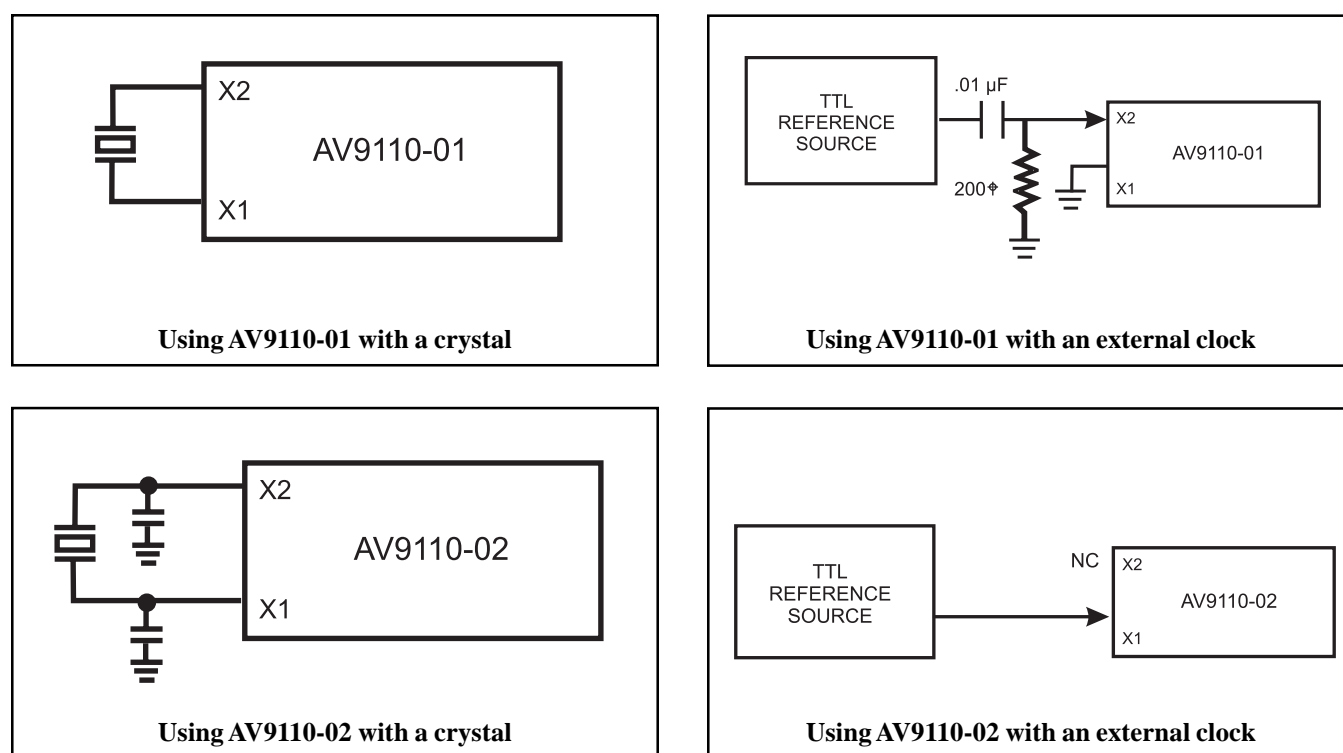 X2
AV9110-01
X1
Using AV9110-01 with a crystal
TTL
REFERENCE
SOURCE
.01 µF
200⌖
X2
AV9110-01
X1
Using AV9110-01 with an external clock
X2
AV9110-02
X1
Using AV9110-02 with a crystal
TTL
REFERENCE
SOURCE
NC
X2
AV9110-02
X1
Using AV9110-02 with an external clock